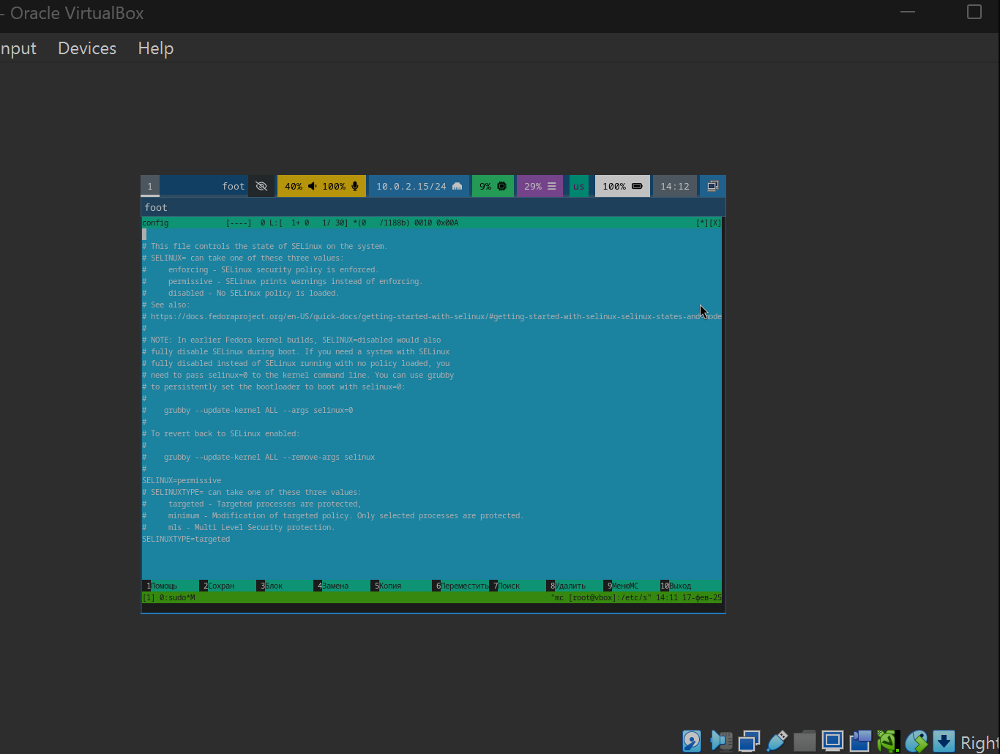 - Oracle VirtualBox
nput Devices Help
1 foot 40% 100% 10.0.2.15/24 9% 29% us 100% 14:12
foot
config [----] 0 L:[ 1+ 0 1/ 30] *(0 /1188b) 0010 0x00A [*][X]
# This file controls the state of SELinux on the system.
# SELINUX= can take one of these three values:
# enforcing - SELinux security policy is enforced.
# permissive - SELinux prints warnings instead of enforcing.
# disabled - No SELinux policy is loaded.
# See also:
# https://docs.fedoraproject.org/en-US/quick-docs/getting-started-with-selinux/#getting-started-with-selinux-selinux-states-and-mode
#
# NOTE: In earlier Fedora kernel builds, SELINUX=disabled would also
# fully disable SELinux during boot. If you need a system with SELinux
# fully disabled instead of SELinux running with no policy loaded, you
# need to pass selinux=0 to the kernel command line. You can use grubby
# to persistently set the bootloader to boot with selinux=0:
#
# grubby --update-kernel ALL --args selinux=0
#
# To revert back to SELinux enabled:
#
# grubby --update-kernel ALL --remove-args selinux
#
SELINUX=permissive
# SELINUXTYPE= can take one of these three values:
# targeted - Targeted processes are protected,
# minimum - Modification of targeted policy. Only selected processes are protected.
# mls - Multi Level Security protection.
SELINUXTYPE=targeted
1Помощь 2Сохран 3Блок 4Замена 5Копия 6Переместить 7Поиск 8Удалить 9МенюMC 10Выход
[1] 0:sudo*M "mc [root@vbox]:/etc/s" 14:11 17-фев-25
Right